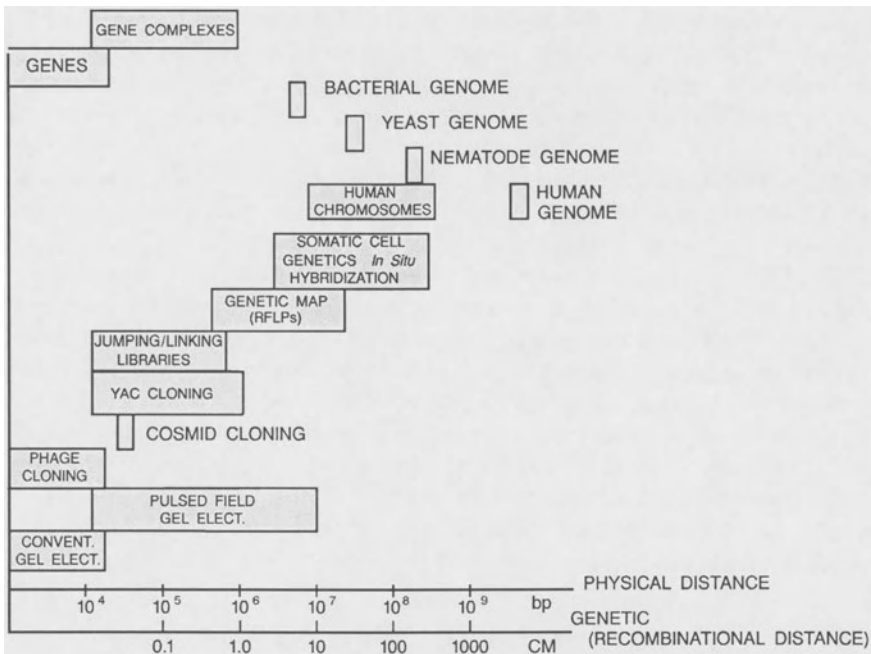 GENE COMPLEXES
GENES
BACTERIAL GENOME
YEAST GENOME
NEMATODE GENOME
HUMAN
CHROMOSOMES
HUMAN
GENOME
SOMATIC CELL
GENETICS In Situ
HYBRIDIZATION
GENETIC MAP
(RFLPs)
JUMPING/LINKING
LIBRARIES
YAC CLONING
COSMID CLONING
PHAGE
CLONING
PULSED FIELD
GEL ELECT.
CONVENT.
GEL ELECT.
PHYSICAL DISTANCE
10⁴ 10⁵ 10⁶ 10⁷ 10⁸ 10⁹ bp
GENETIC
(RECOMBINATIONAL DISTANCE)
0.1 1.0 10 100 1000 CM